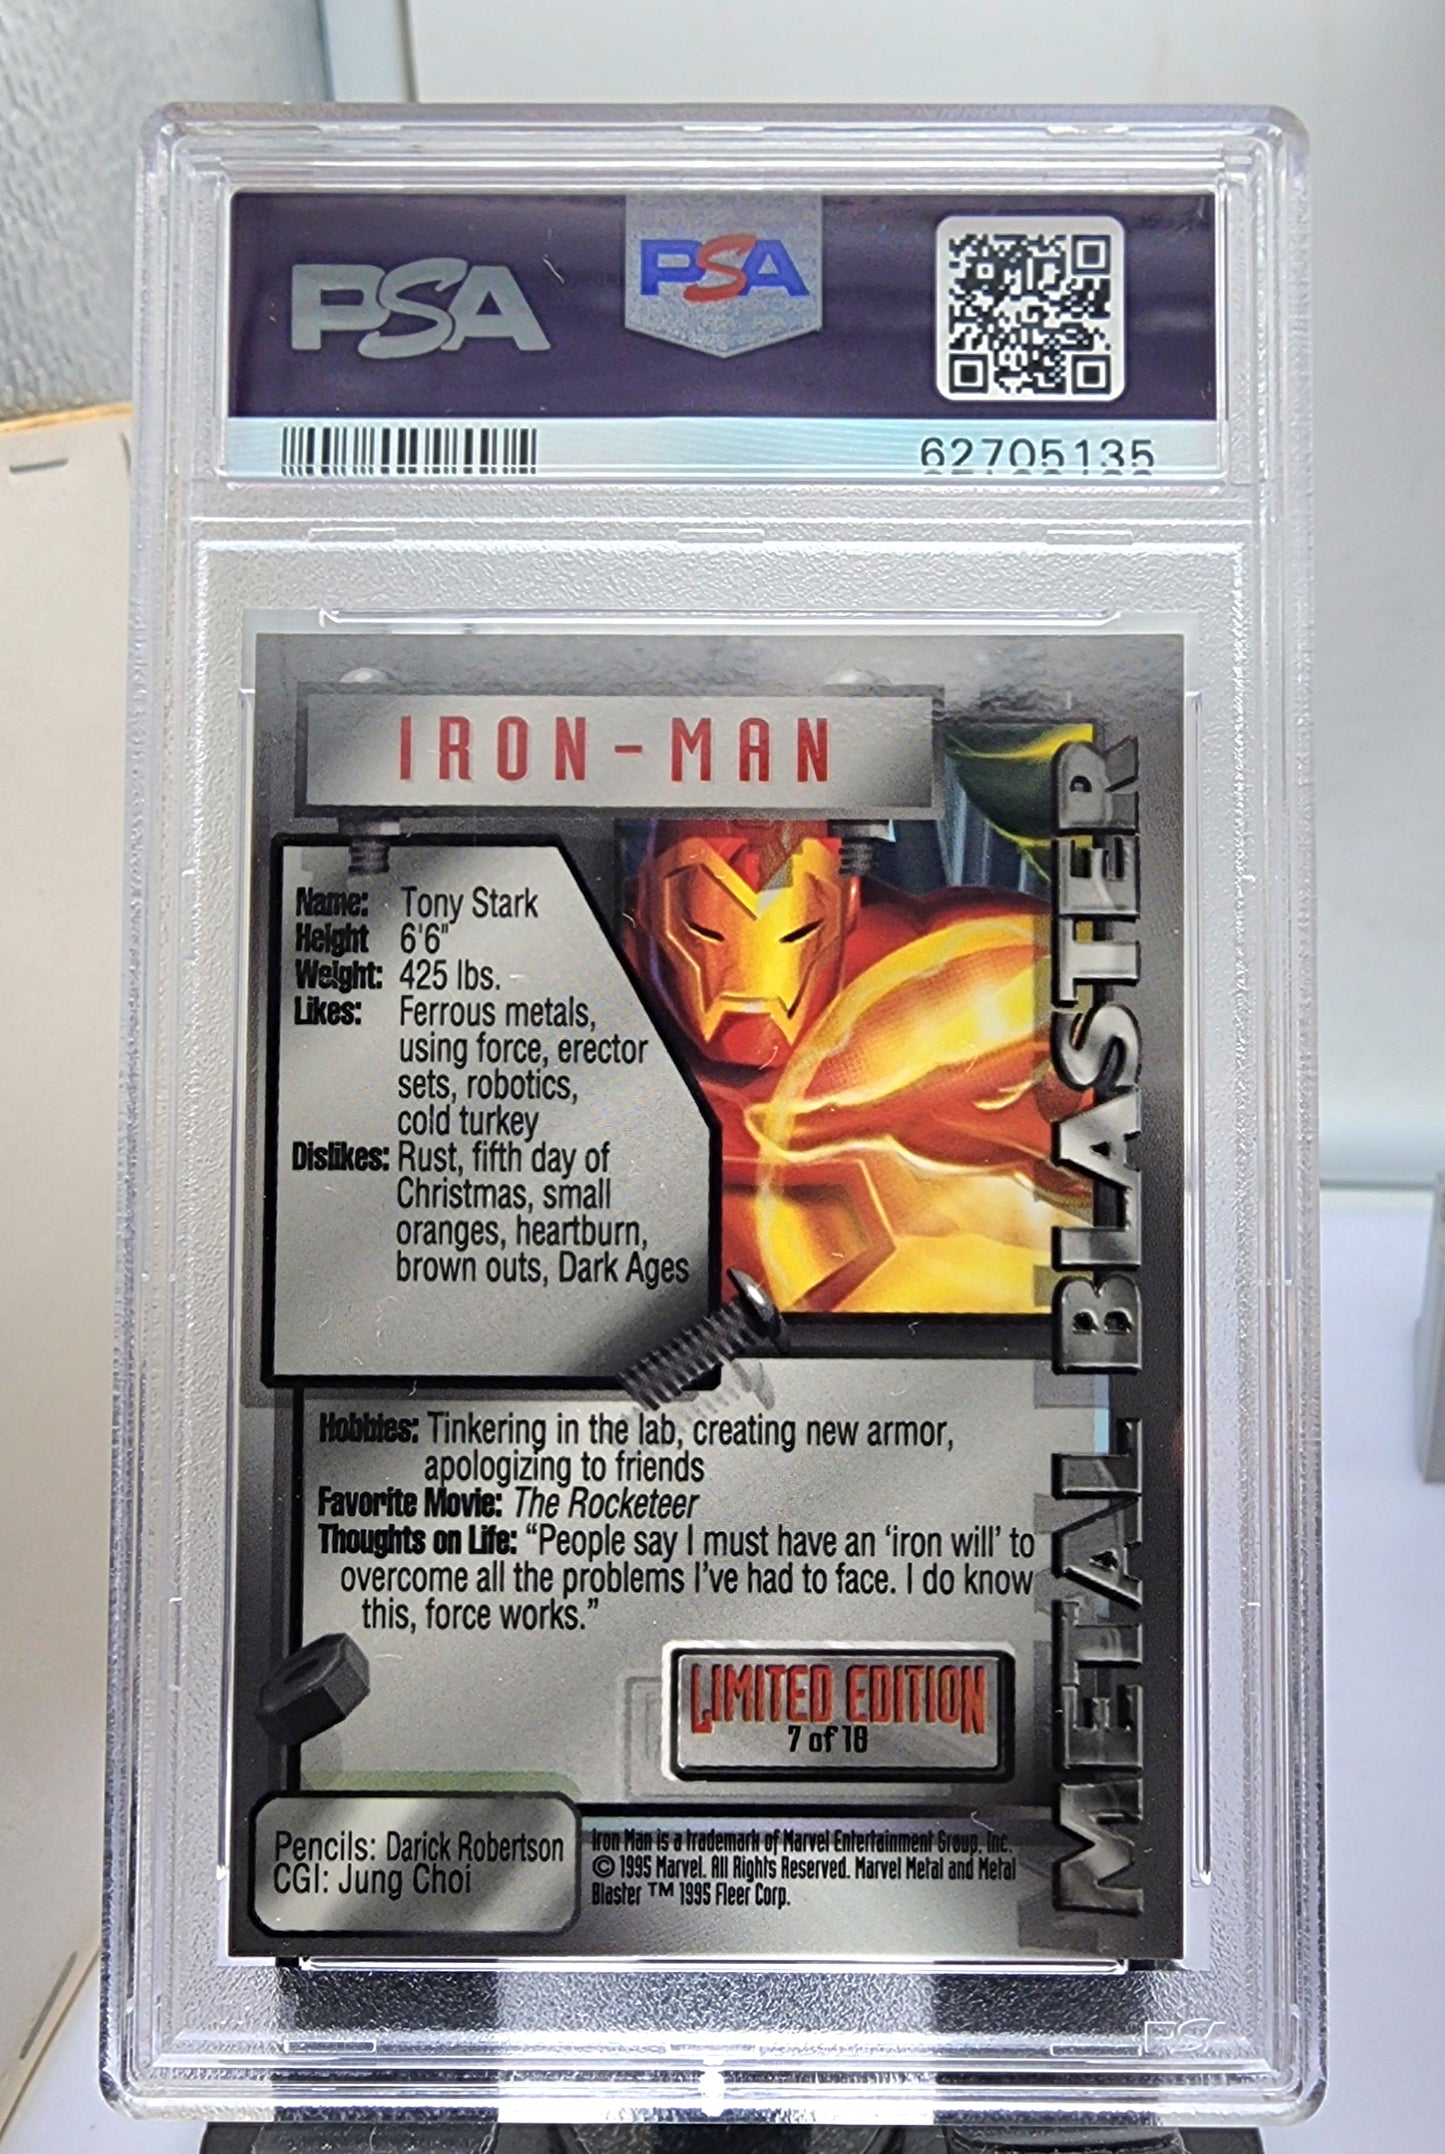 PSA
PSA
62705135
IRON-MAN
Name: Tony Stark
Height 6'6"
Weight: 425 lbs.
Likes: Ferrous metals,
using force, erector
sets, robotics,
cold turkey
Dislikes: Rust, fifth day of
Christmas, small
oranges, heartburn,
brown outs, Dark Ages
METAL BLASTER
Hobbies: Tinkering in the lab, creating new armor,
apologizing to friends
Favorite Movie: The Rocketeer
Thoughts on Life: “People say I must have an ‘iron will’ to
overcome all the problems I’ve had to face. I do know
this, force works.”
LIMITED EDITION
7 of 18
Pencils: Darick Robertson
CGI: Jung Choi
Iron Man is a trademark of Marvel Entertainment Group, Inc.
© 1995 Marvel. All Rights Reserved. Marvel Metal and Metal
Blaster ™ 1995 Fleer Corp.
PSA